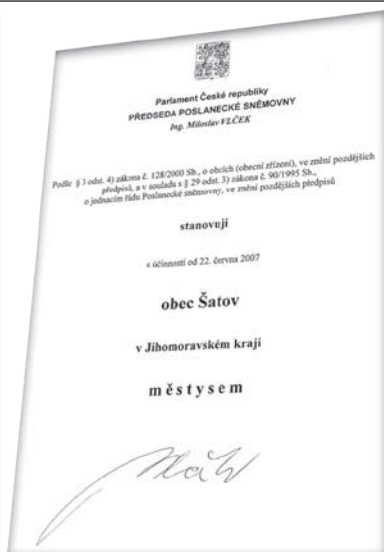 Parlament České republiky
PŘEDSEDA POSLANECKÉ SNĚMOVNY
Ing. Miloslav VLČEK
Podle § 3 odst. 4) zákona č. 128/2000 Sb., o obcích (obecní zřízení), ve znění pozdějších
předpisů, a v souladu s § 29 odst. 3) zákona č. 90/1995 Sb.,
o jednacím řádu Poslanecké sněmovny, ve znění pozdějších předpisů
stanovuji
s účinností od 22. června 2007
obec Šatov
v Jihomoravském kraji
městysem